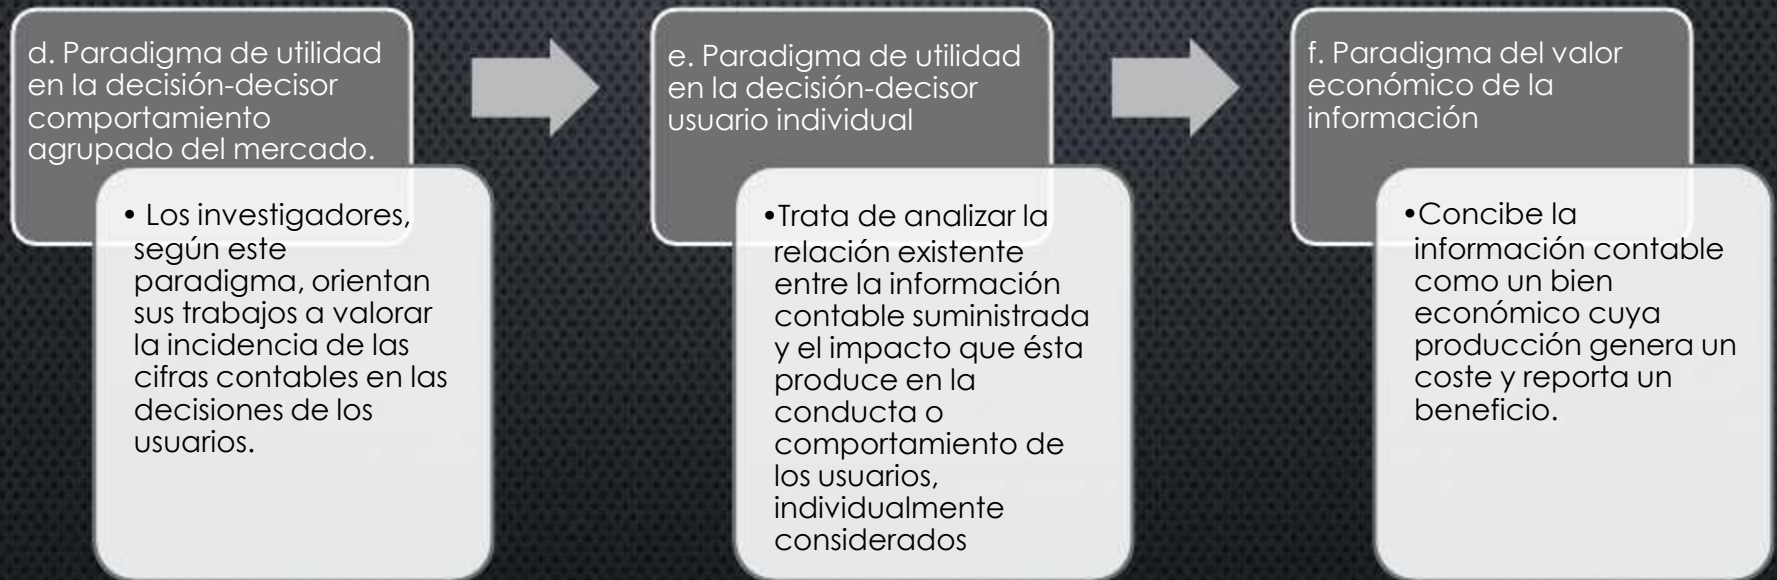 d. Paradigma de utilidad
en la decisión-decisor
comportamiento
agrupado del mercado.
• Los investigadores,
según este
paradigma, orientan
sus trabajos a valorar
la incidencia de las
cifras contables en las
decisiones de los
usuarios.
e. Paradigma de utilidad
en la decisión-decisor
usuario individual
•Trata de analizar la
relación existente
entre la información
contable suministrada
y el impacto que ésta
produce en la
conducta o
comportamiento de
los usuarios,
individualmente
considerados
f. Paradigma del valor
económico de la
información
•Concibe la
información contable
como un bien
económico cuya
producción genera un
coste y reporta un
beneficio.